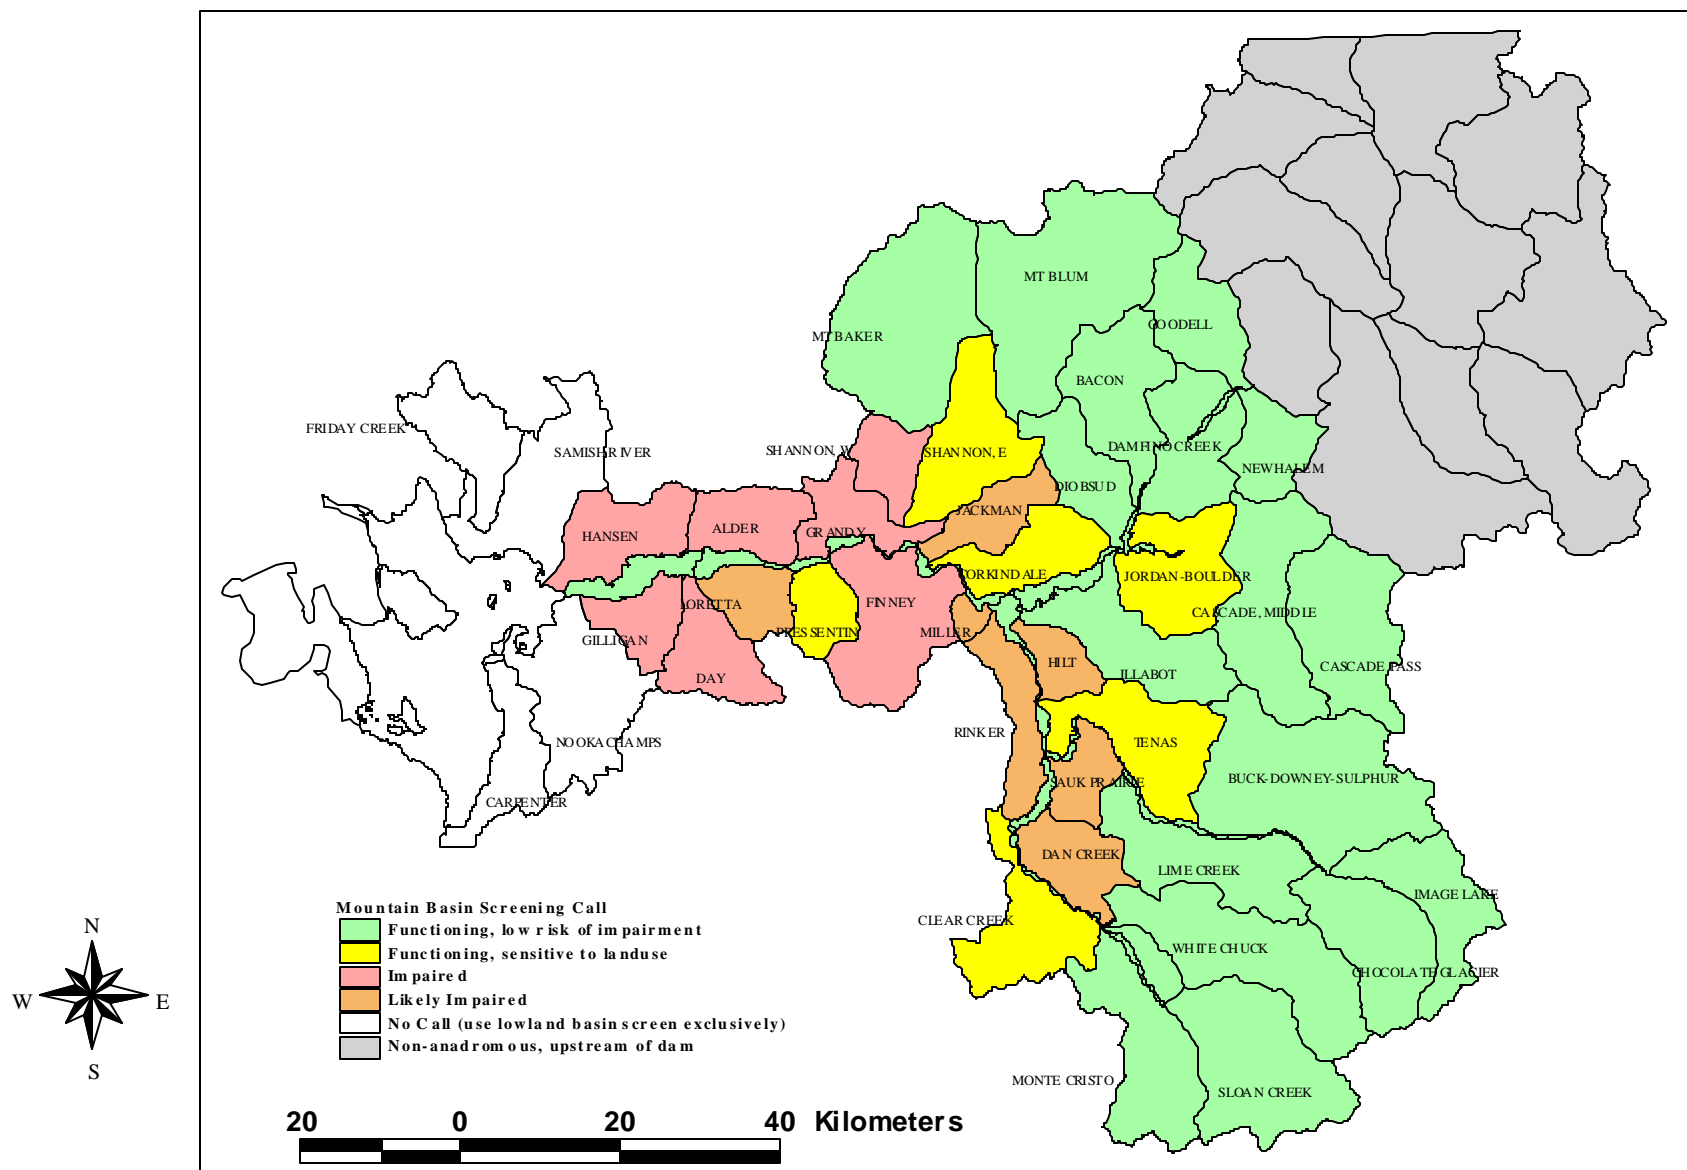 MT BLUM
GOODELL
MT BAKER
BACON
FRIDAY CREEK
SAMISH RIVER
SHANNON, W
SHANNON, E
DAMFINO CREEK
NEWHALEM
DIOBSUD
JACKMAN
HANSEN
ALDER
GRANDY
CORKINDALE
JORDAN-BOULDER
LORETTA
FINNEY
CASCADE, MIDDLE
GILLIGAN
PRESSENTIN
MILLER
HILT
CASCADE PASS
DAY
ILLABOT
RINKER
NOOKACHAMPS
TENAS
SAUK PRAIRIE
BUCK-DOWNEY-SULPHUR
CARPENTER
DAN CREEK
LIME CREEK
IMAGE LAKE
CLEAR CREEK
WHITE CHUCK
CHOCOLATE GLACIER
MONTE CRISTO
SLOAN CREEK
Mountain Basin Screening Call
Functioning, low risk of impairment
Functioning, sensitive to landuse
Impaired
Likely Impaired
No Call (use lowland basin screen exclusively)
Non-anadromous, upstream of dam
N
W
E
S
20 0 20 40 Kilometers